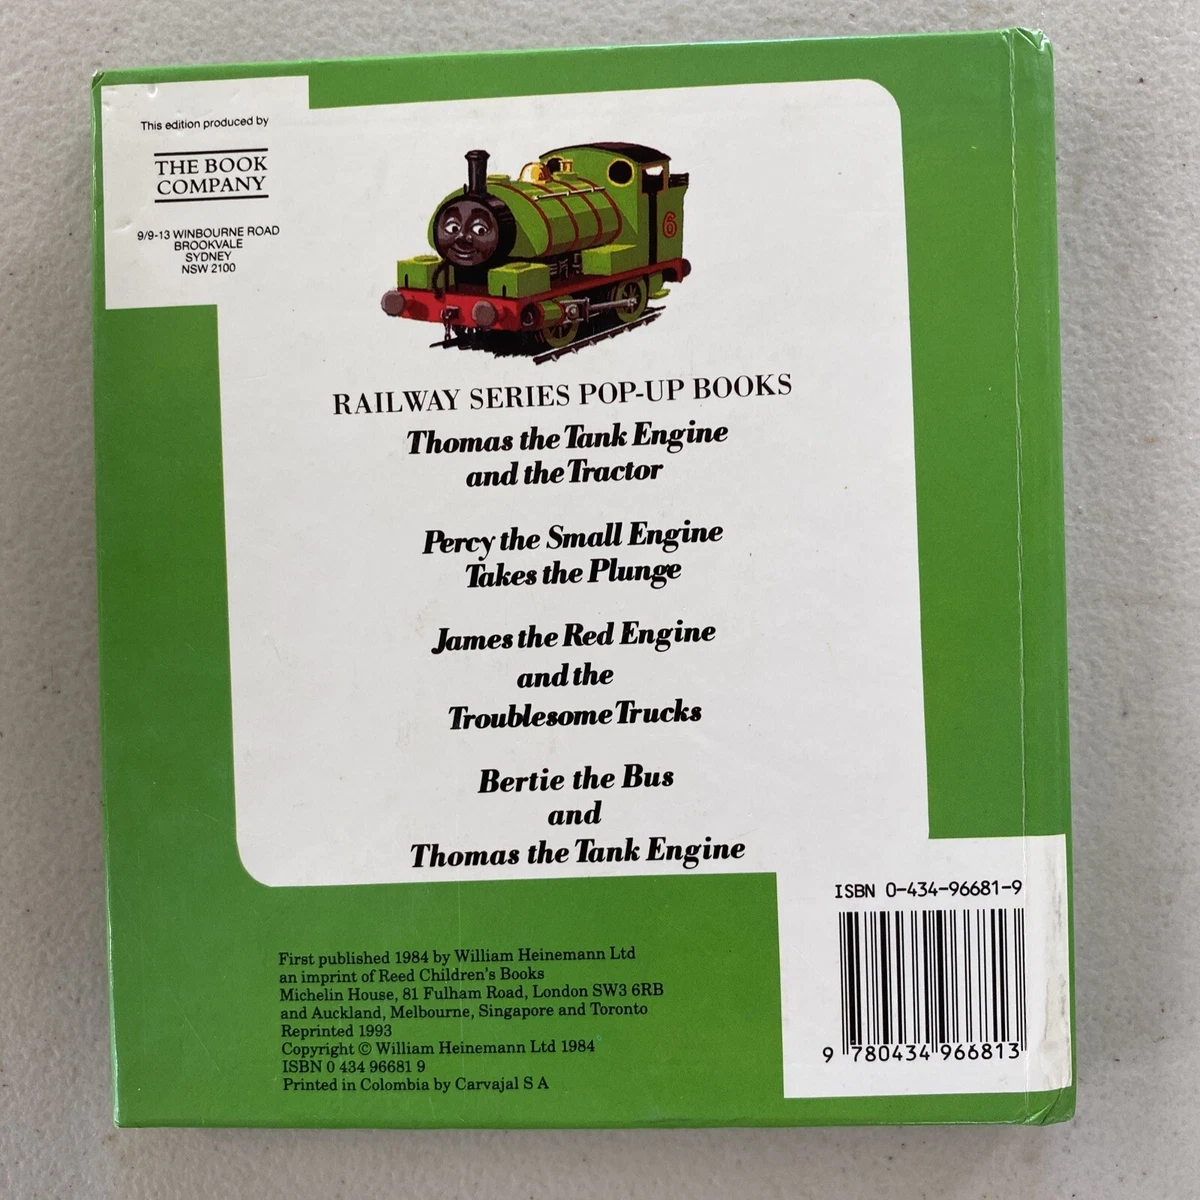 This edition produced by
THE BOOK
COMPANY
9/9-13 WINBOURNE ROAD
BROOKVALE
SYDNEY
NSW 2100
6
RAILWAY SERIES POP-UP BOOKS
Thomas the Tank Engine
and the Tractor
Percy the Small Engine
Takes the Plunge
James the Red Engine
and the
Troublesome Trucks
Bertie the Bus
and
Thomas the Tank Engine
ISBN 0-434-96681-9
9 780434 966813
First published 1984 by William Heinemann Ltd
an imprint of Reed Children's Books
Michelin House, 81 Fulham Road, London SW3 6RB
and Auckland, Melbourne, Singapore and Toronto
Reprinted 1993
Copyright © William Heinemann Ltd 1984
ISBN 0 434 96681 9
Printed in Colombia by Carvajal S A